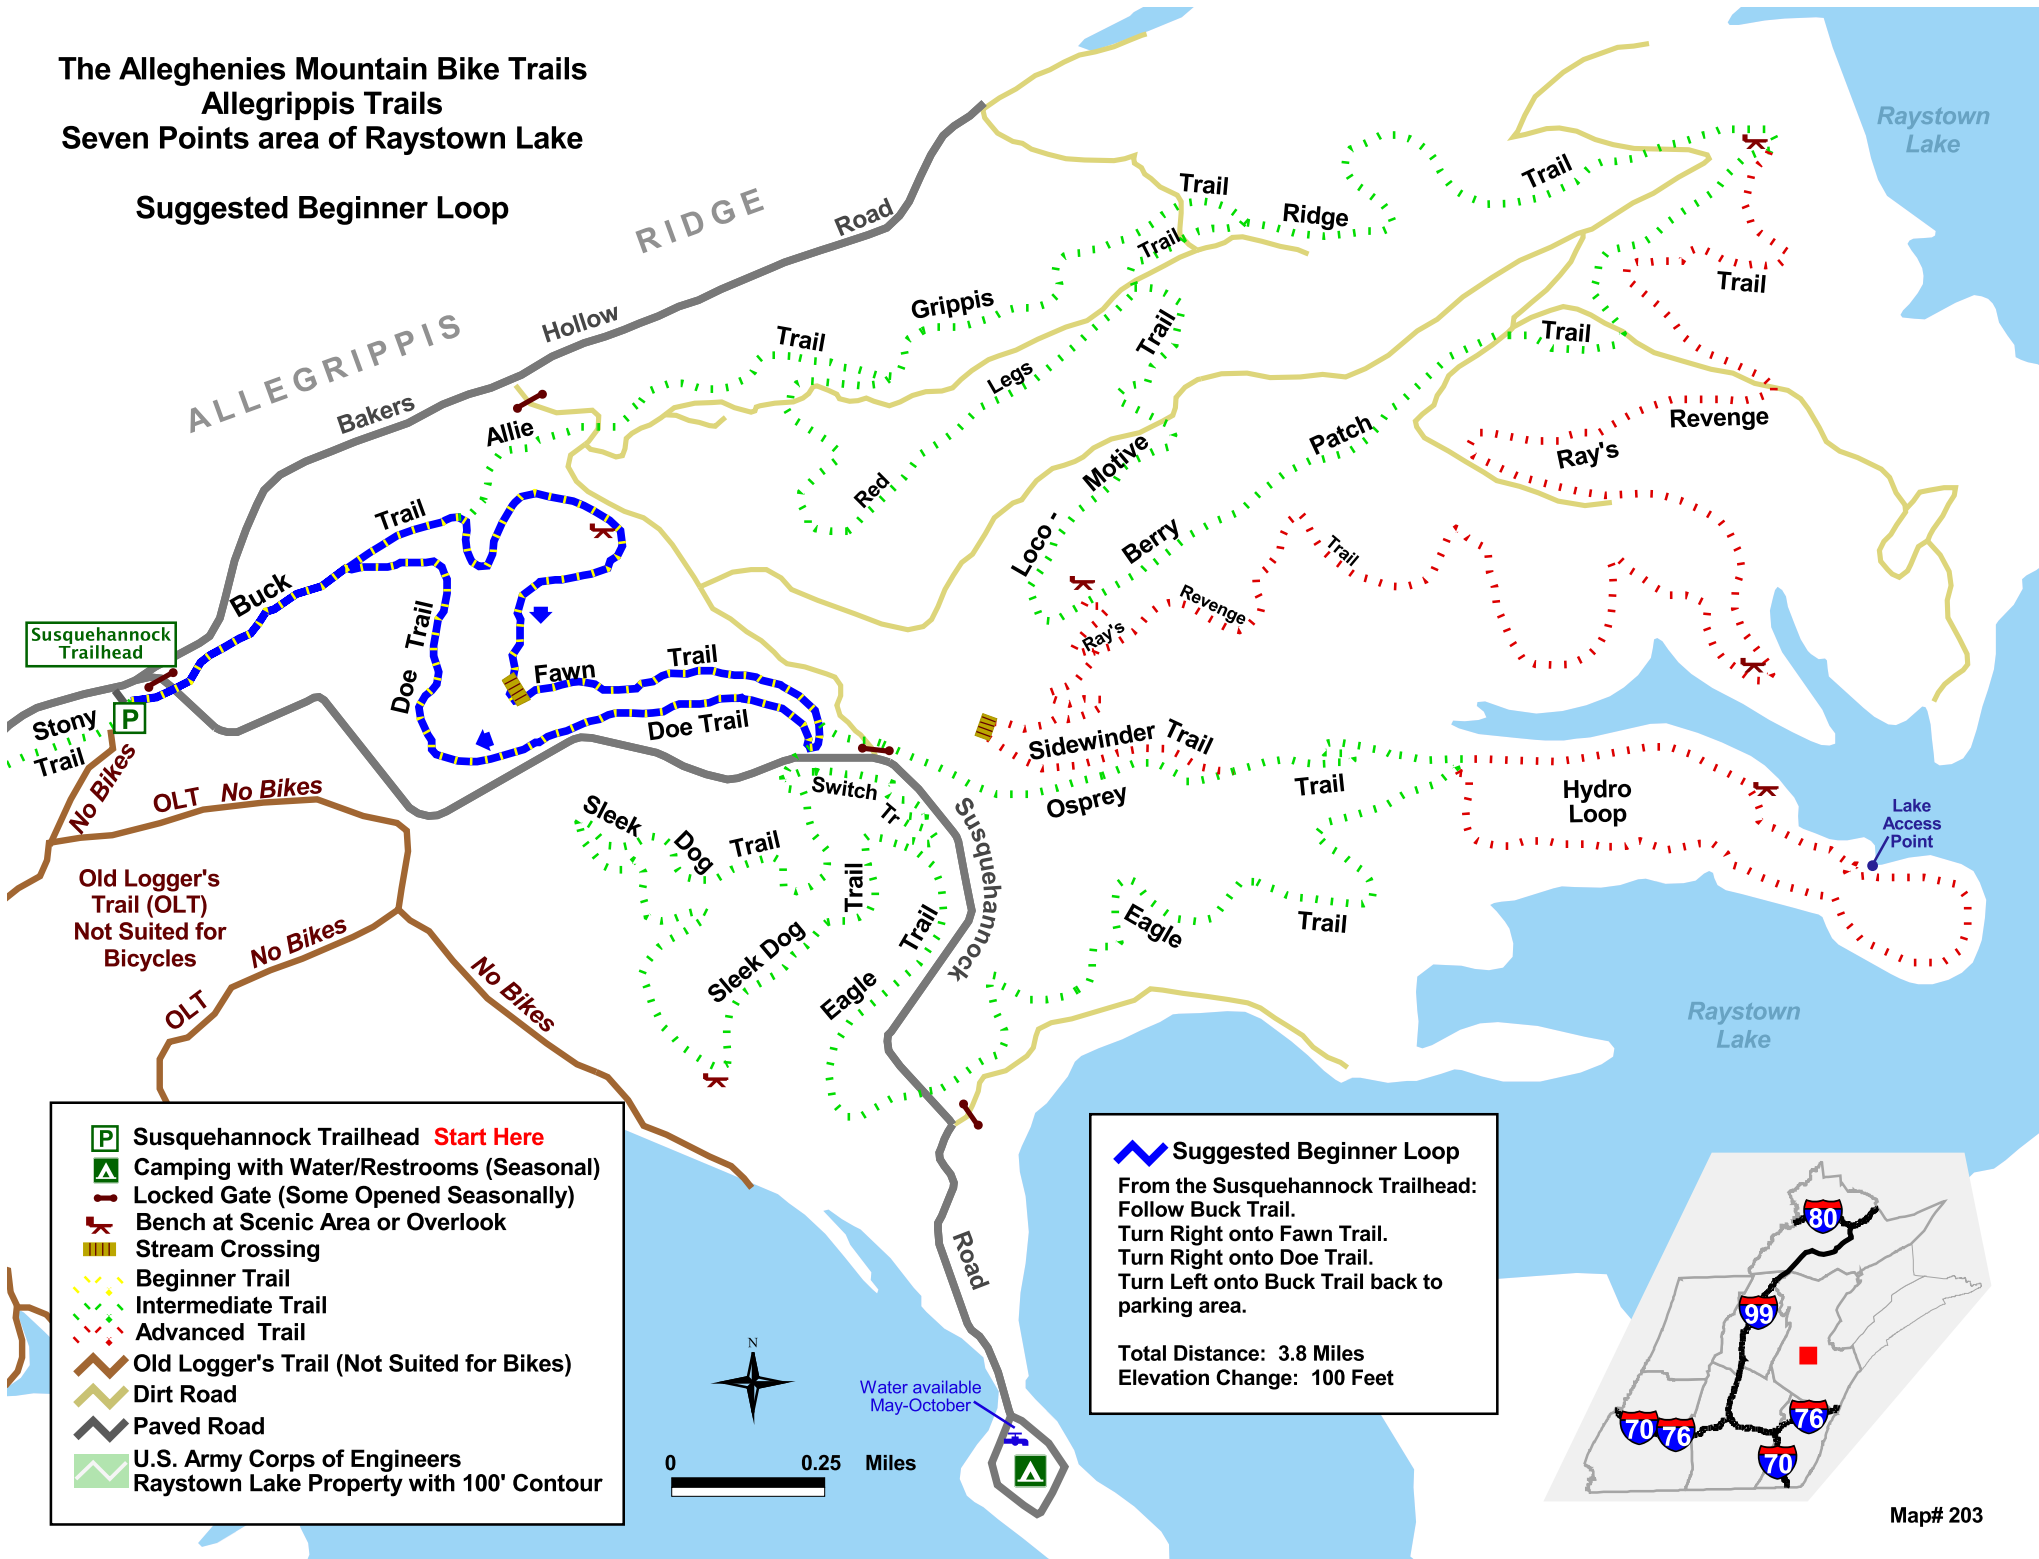 The Alleghenies Mountain Bike Trails
Allegrippis Trails
Seven Points area of Raystown Lake
Suggested Beginner Loop
ALLEGRIPPIS RIDGE
Bakers Hollow Road
Raystown
Lake
Trail
Ridge
Trail
Trail
Grippis
Trail
Allie
Legs
Red
Trail
Motive
Loco -
Trail
Patch
Berry
Trail
Revenge
Ray's
Trail
Revenge
Ray's
Trail
Buck
Susquehannock
Trailhead
P
Stony
Trail
Doe Trail
Fawn Trail
Doe Trail
No Bikes
OLT No Bikes
Old Logger's
Trail (OLT)
Not Suited for
Bicycles
No Bikes
OLT
No Bikes
Sidewinder Trail
Osprey Trail
Switch
Tr
Sleek Dog Trail
Trail
Sleek Dog
Eagle Trail
Eagle Trail
Susquehannock
Road
Hydro
Loop
Lake
Access
Point
Raystown
Lake
P Susquehannock Trailhead Start Here
Camping with Water/Restrooms (Seasonal)
Locked Gate (Some Opened Seasonally)
Bench at Scenic Area or Overlook
Stream Crossing
Beginner Trail
Intermediate Trail
Advanced Trail
Old Logger's Trail (Not Suited for Bikes)
Dirt Road
Paved Road
U.S. Army Corps of Engineers
Raystown Lake Property with 100' Contour
N
0 0.25 Miles
Water available
May-October
Suggested Beginner Loop
From the Susquehannock Trailhead:
Follow Buck Trail.
Turn Right onto Fawn Trail.
Turn Right onto Doe Trail.
Turn Left onto Buck Trail back to
parking area.
Total Distance: 3.8 Miles
Elevation Change: 100 Feet
80
99
70
76
76
70
Map# 203